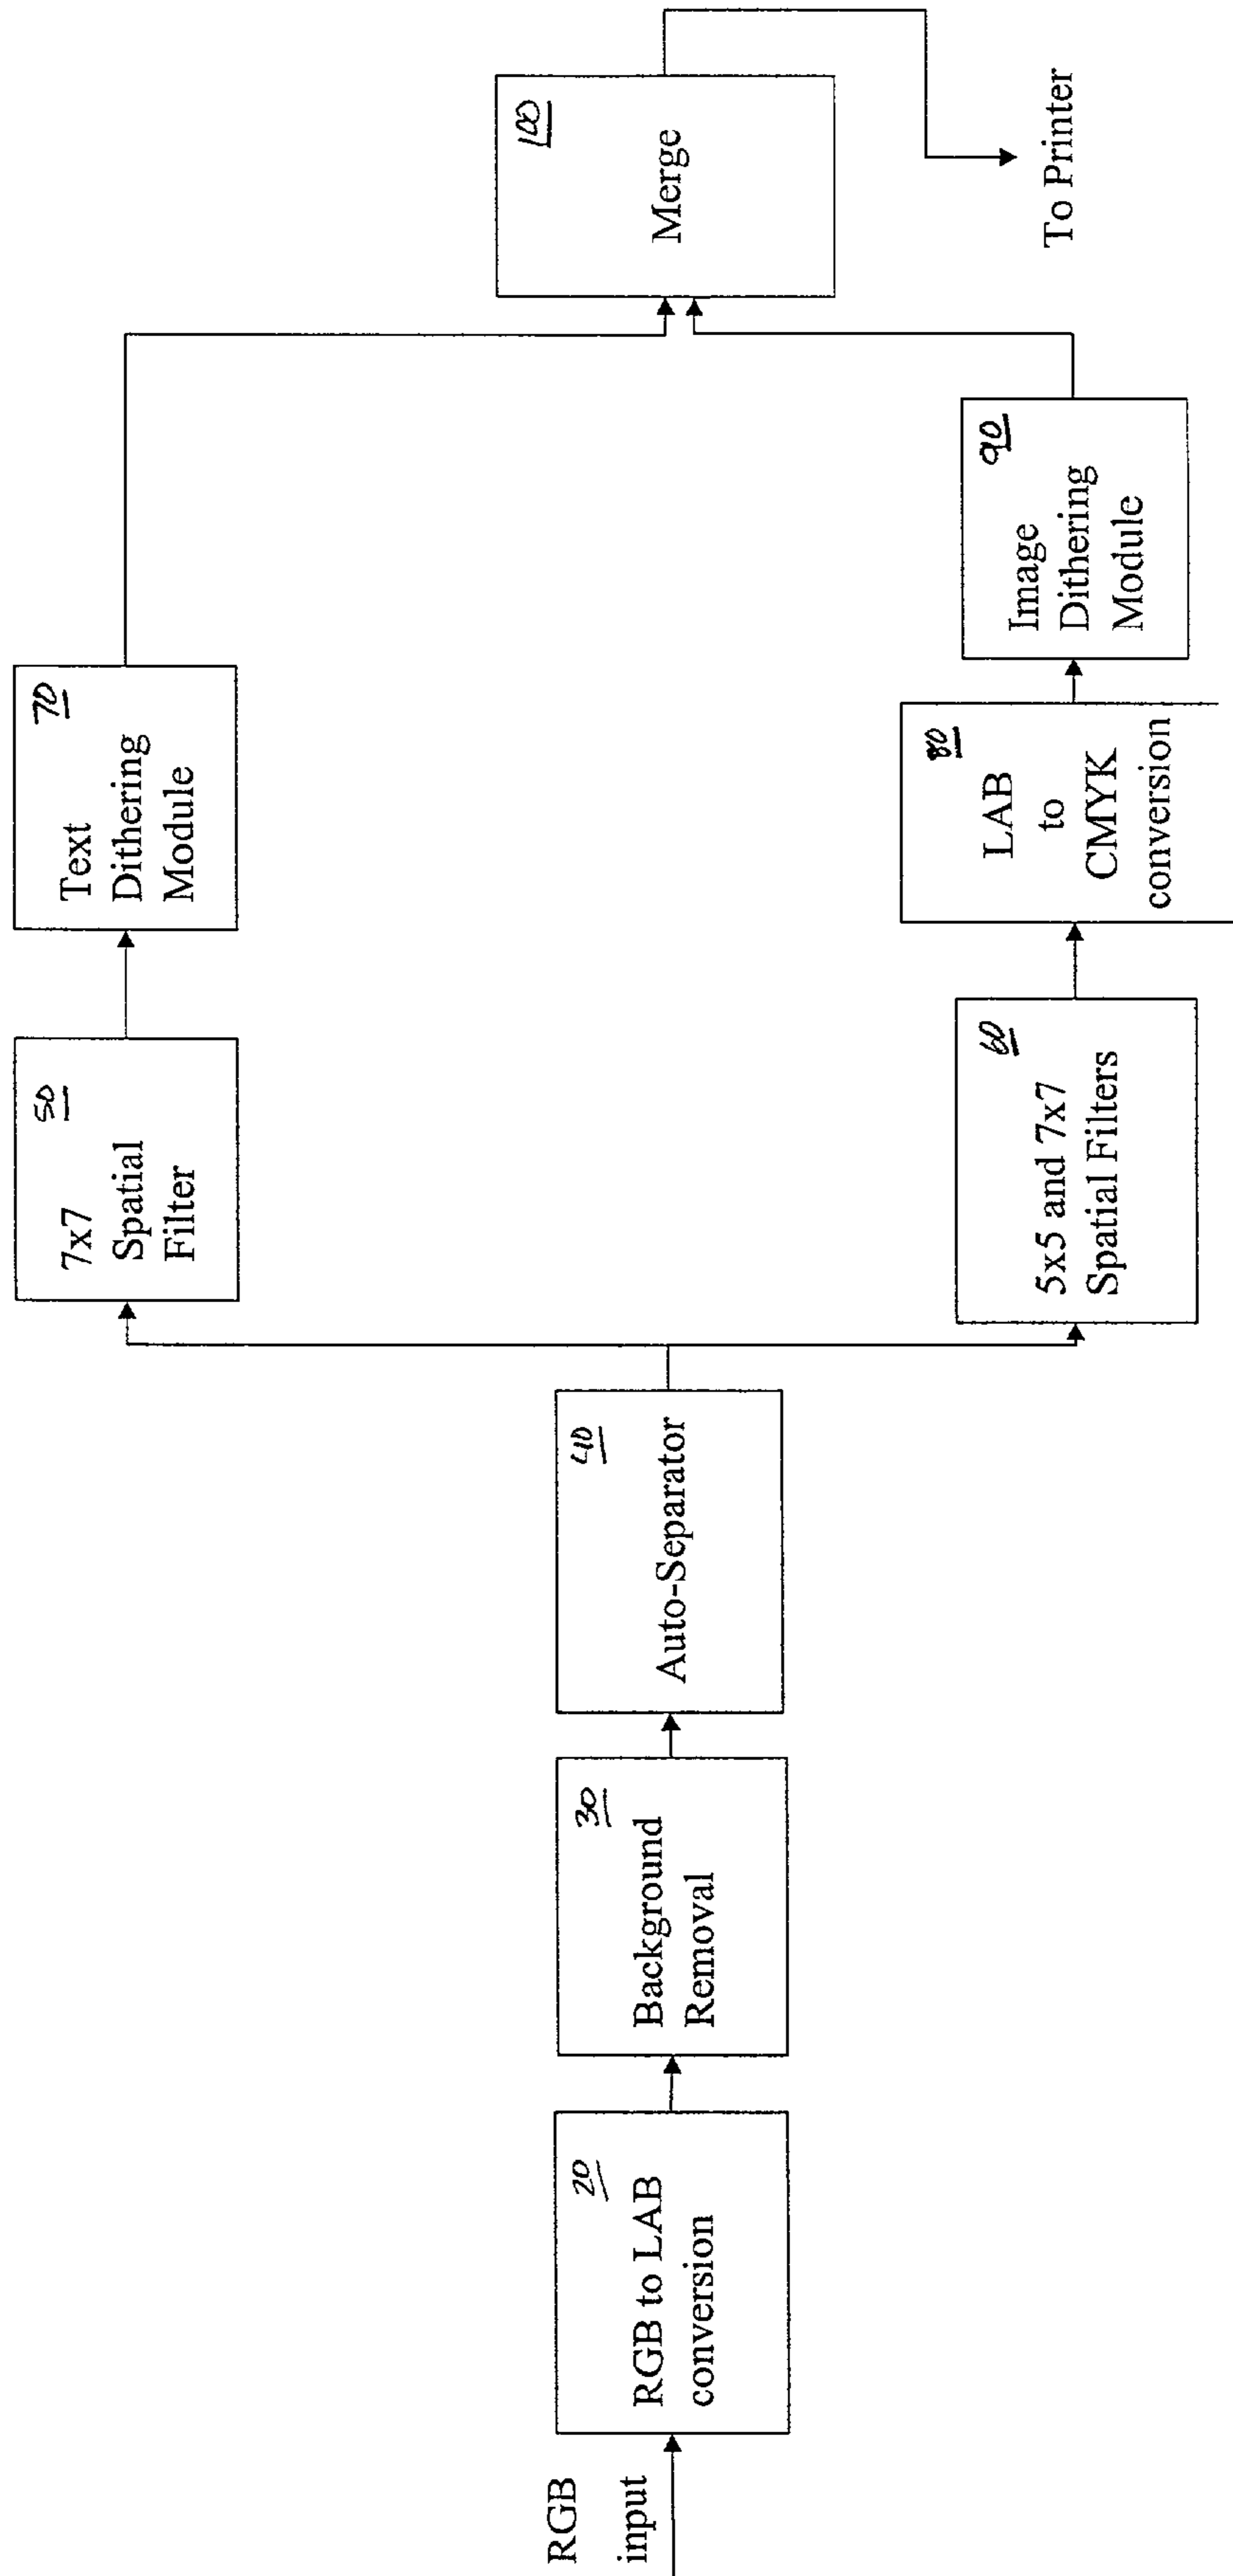 RGB
input
20
RGB to LAB
conversion
30
Background
Removal
40
Auto-Separator
50
7x7
Spatial
Filter
70
Text
Dithering
Module
60
5x5 and 7x7
Spatial Filters
80
LAB
to
CMYK
conversion
90
Image
Dithering
Module
100
Merge
To Printer